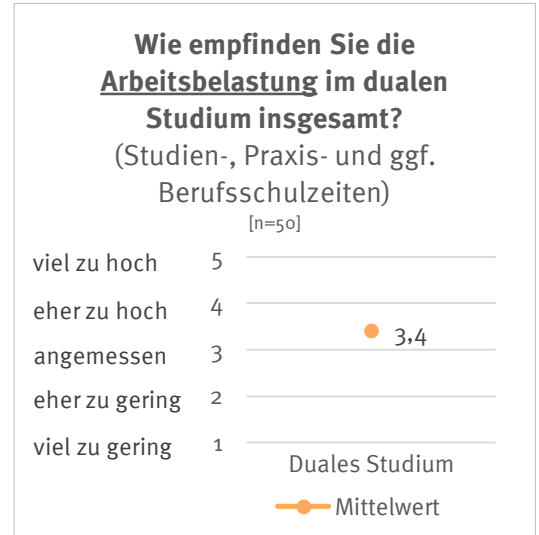 Wie empfinden Sie die
Arbeitsbelastung im dualen
Studium insgesamt?
(Studien-, Praxis- und ggf.
Berufsschulzeiten)
[n=50]
viel zu hoch 5
eher zu hoch 4
3,4
angemessen 3
eher zu gering 2
viel zu gering 1
Duales Studium
Mittelwert